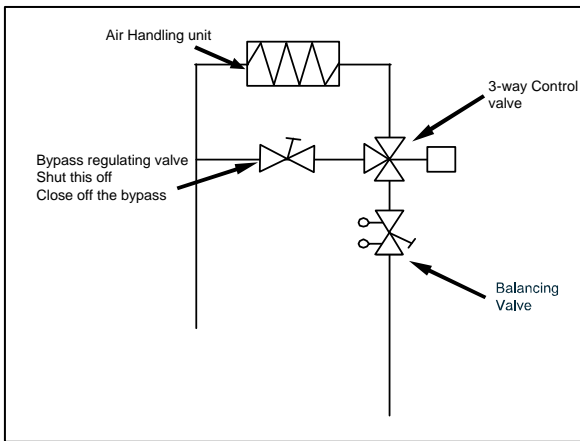 Air Handling unit
3-way Control
valve
Bypass regulating valve
Shut this off
Close off the bypass
Balancing
Valve